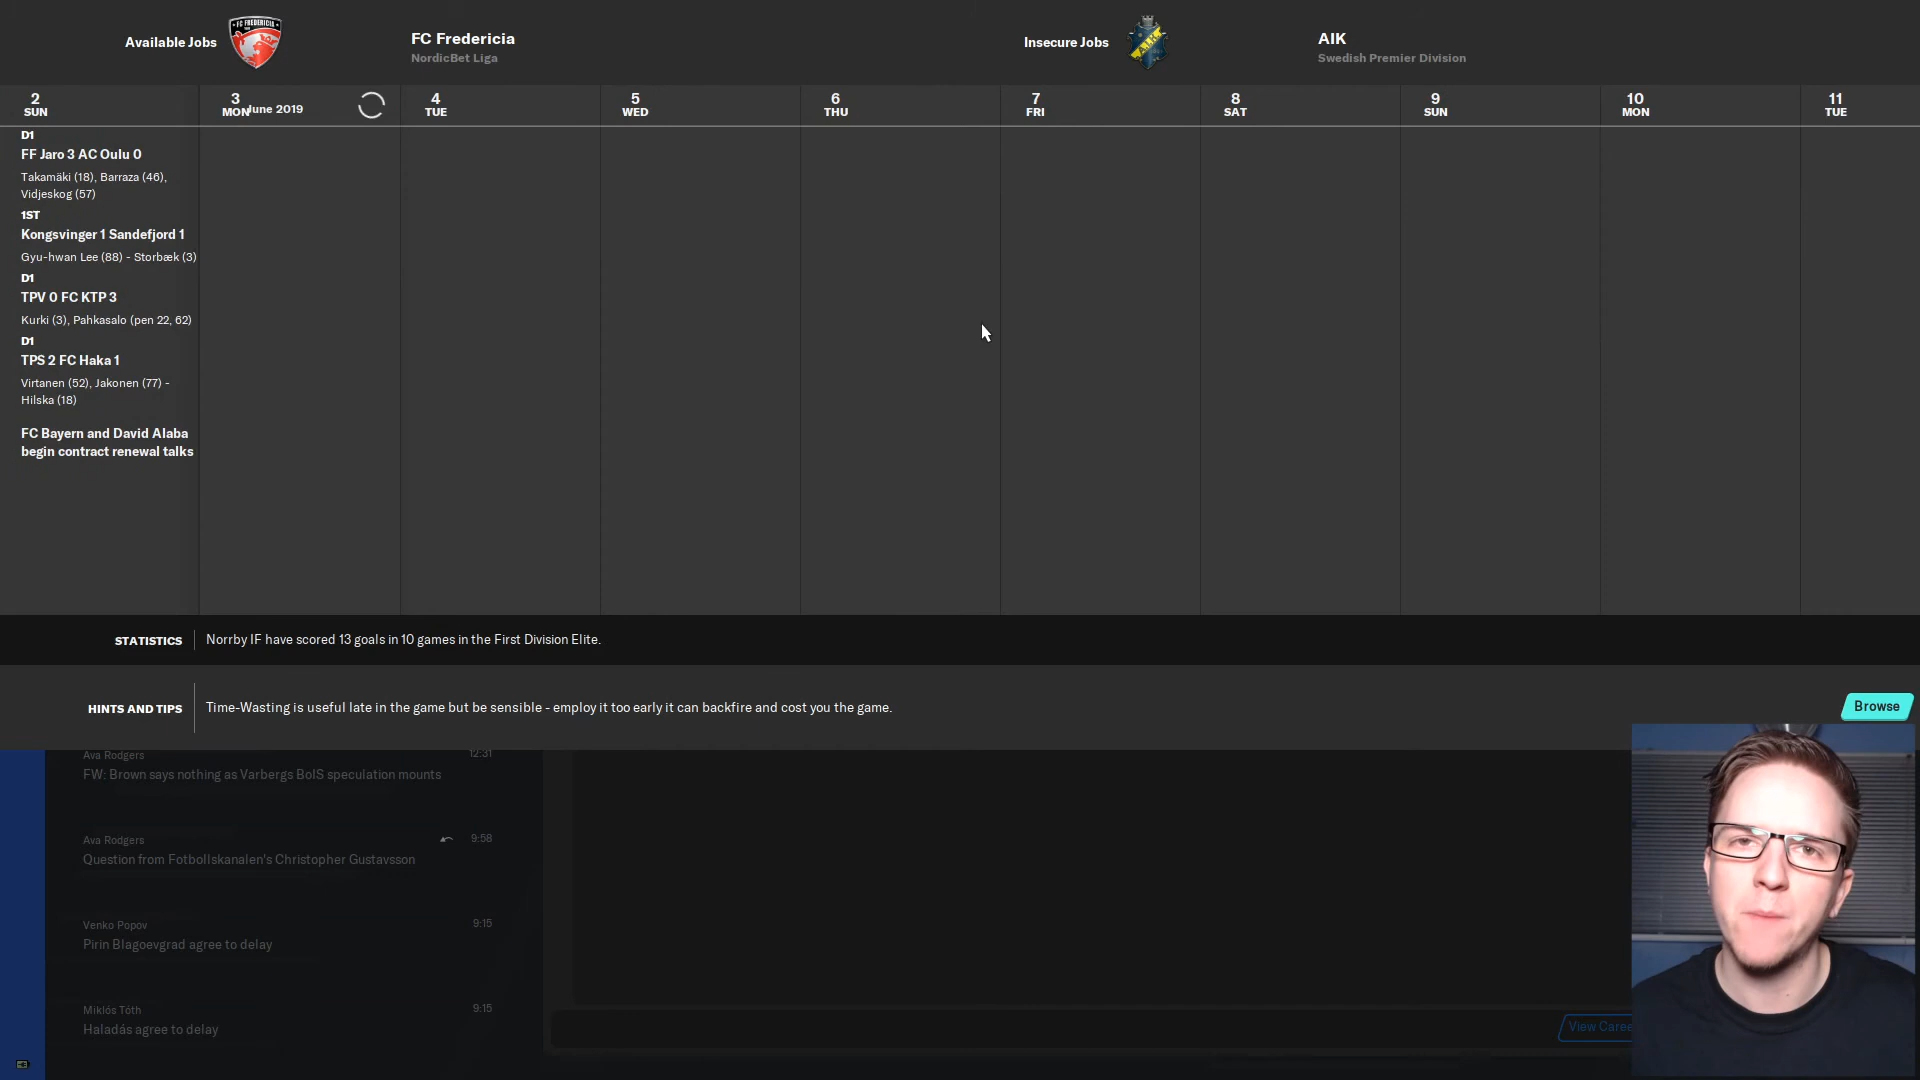 Available Jobs
FC FREDERICIA
FC Fredericia
NordicBet Liga
Insecure Jobs
AIK
Swedish Premier Division
2
SUN
3
MON
June 2019
4
TUE
5
WED
6
THU
7
FRI
8
SAT
9
SUN
10
MON
11
TUE
D1
FF Jaro 3 AC Oulu 0
Takamäki (18), Barraza (46),
Vidjeskog (57)
1ST
Kongsvinger 1 Sandefjord 1
Gyu-hwan Lee (88) - Storbæk (3)
D1
TPV 0 FC KTP 3
Kurki (3), Pahkasalo (pen 22, 62)
D1
TPS 2 FC Haka 1
Virtanen (52), Jakonen (77) -
Hilska (18)
FC Bayern and David Alaba
begin contract renewal talks
STATISTICS
Norrby IF have scored 13 goals in 10 games in the First Division Elite.
HINTS AND TIPS
Time-Wasting is useful late in the game but be sensible - employ it too early it can backfire and cost you the game.
Browse
Ava Rodgers
12:31
FW: Brown says nothing as Varbergs BoIS speculation mounts
Ava Rodgers
9:58
Question from Fotbollskanalen's Christopher Gustavsson
Venko Popov
9:15
Pirin Blagoevgrad agree to delay
Miklós Tóth
9:15
Haladás agree to delay
View Caree